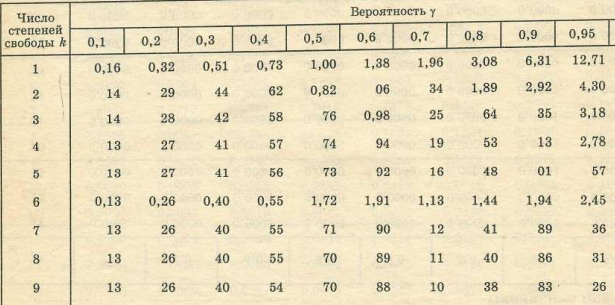 Число степеней свободы k
Вероятность γ
0,1 0,2 0,3 0,4 0,5 0,6 0,7 0,8 0,9 0,95
1 0,16 0,32 0,51 0,73 1,00 1,38 1,96 3,08 6,31 12,71
2 14 29 44 62 0,82 06 34 1,89 2,92 4,30
3 14 28 42 58 76 0,98 25 64 35 3,18
4 13 27 41 57 74 94 19 53 13 2,78
5 13 27 41 56 73 92 16 48 01 57
6 0,13 0,26 0,40 0,55 1,72 1,91 1,13 1,44 1,94 2,45
7 13 26 40 55 71 90 12 41 89 36
8 13 26 40 55 70 89 11 40 86 31
9 13 26 40 54 70 88 10 38 83 26